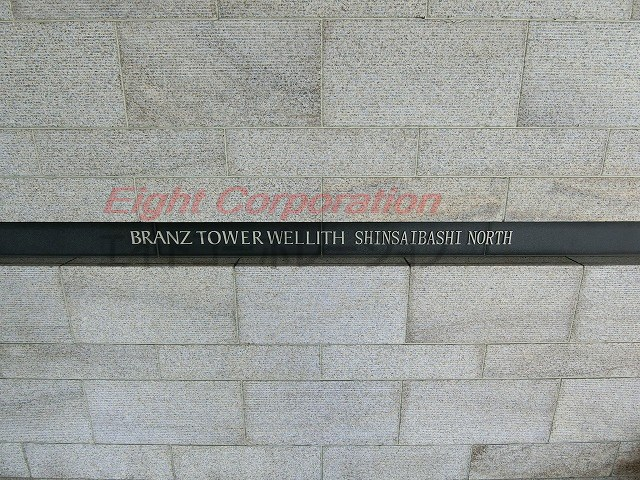 Eight Corporation
BRANZ TOWER WELLITH SHINSAIBASHI NORTH